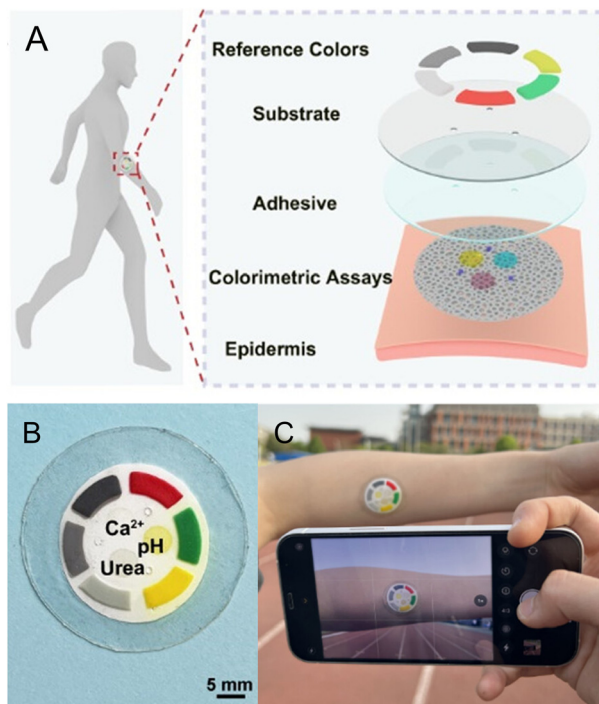 A
Reference Colors
Substrate
Adhesive
Colorimetric Assays
Epidermis
B
Ca²⁺
pH
Urea
5 mm
C